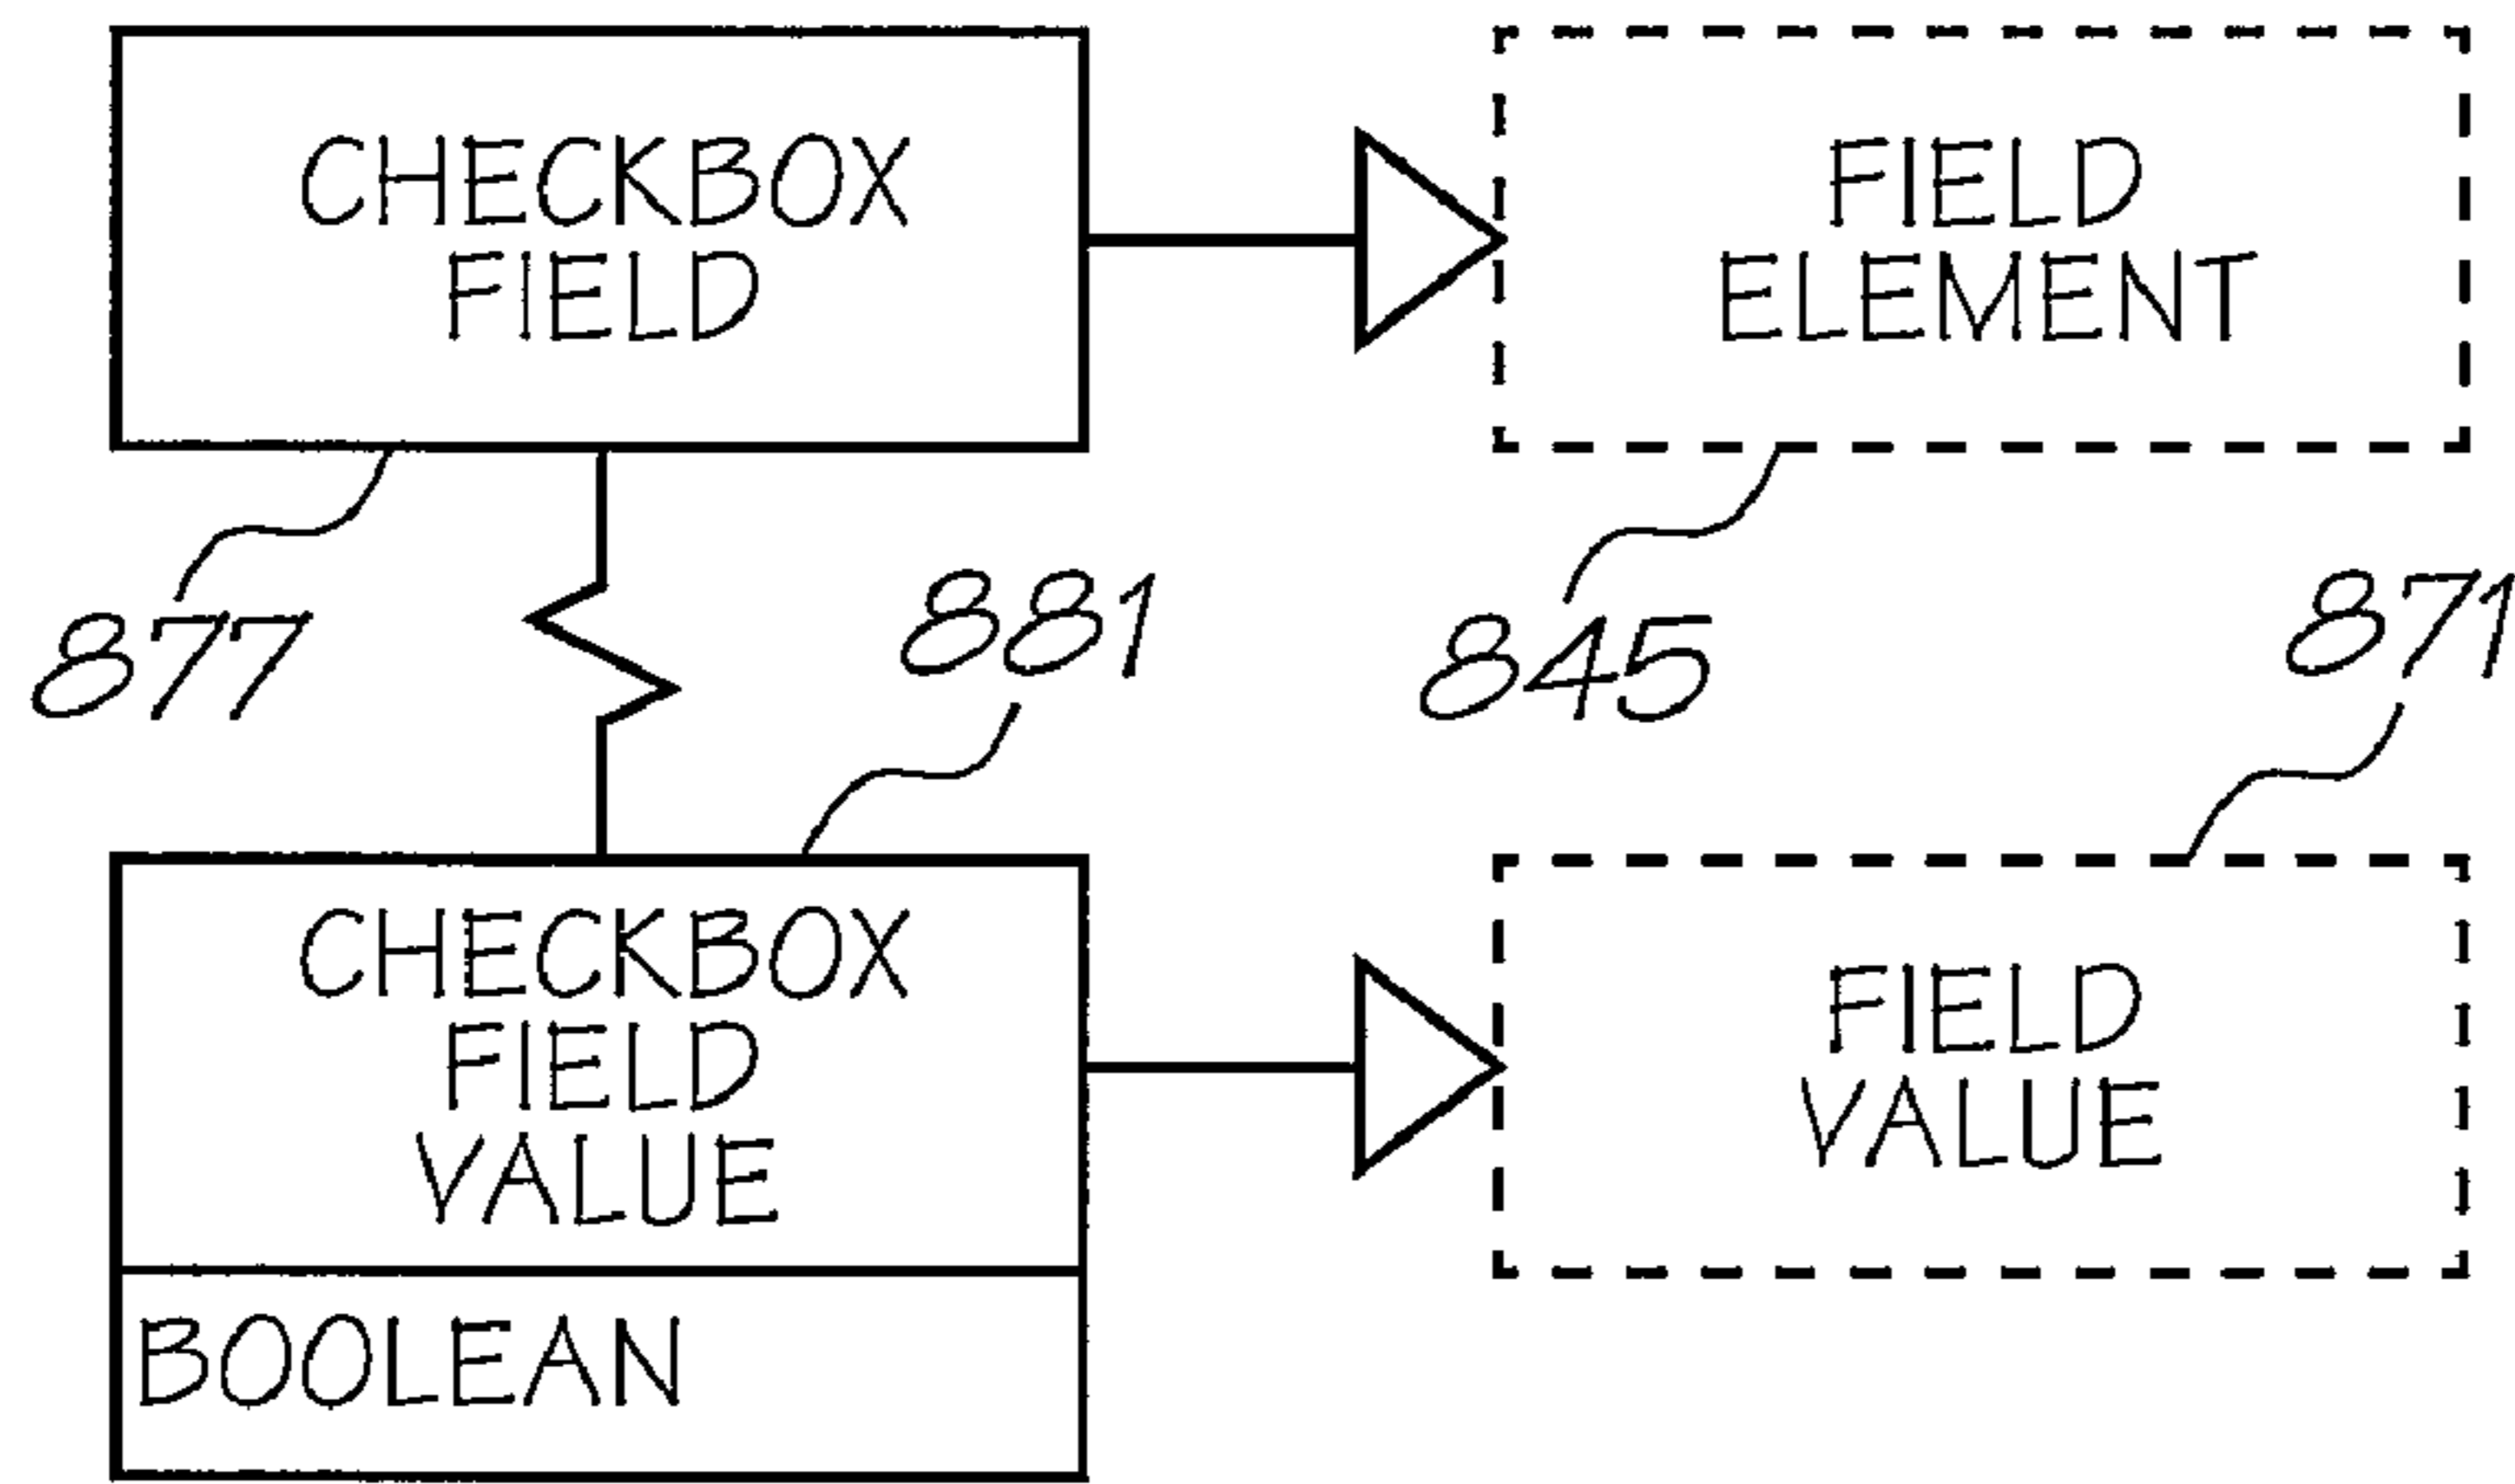 CHECKBOX
FIELD
FIELD
ELEMENT
877
881
845
871
CHECKBOX
FIELD
VALUE
BOOLEAN
FIELD
VALUE